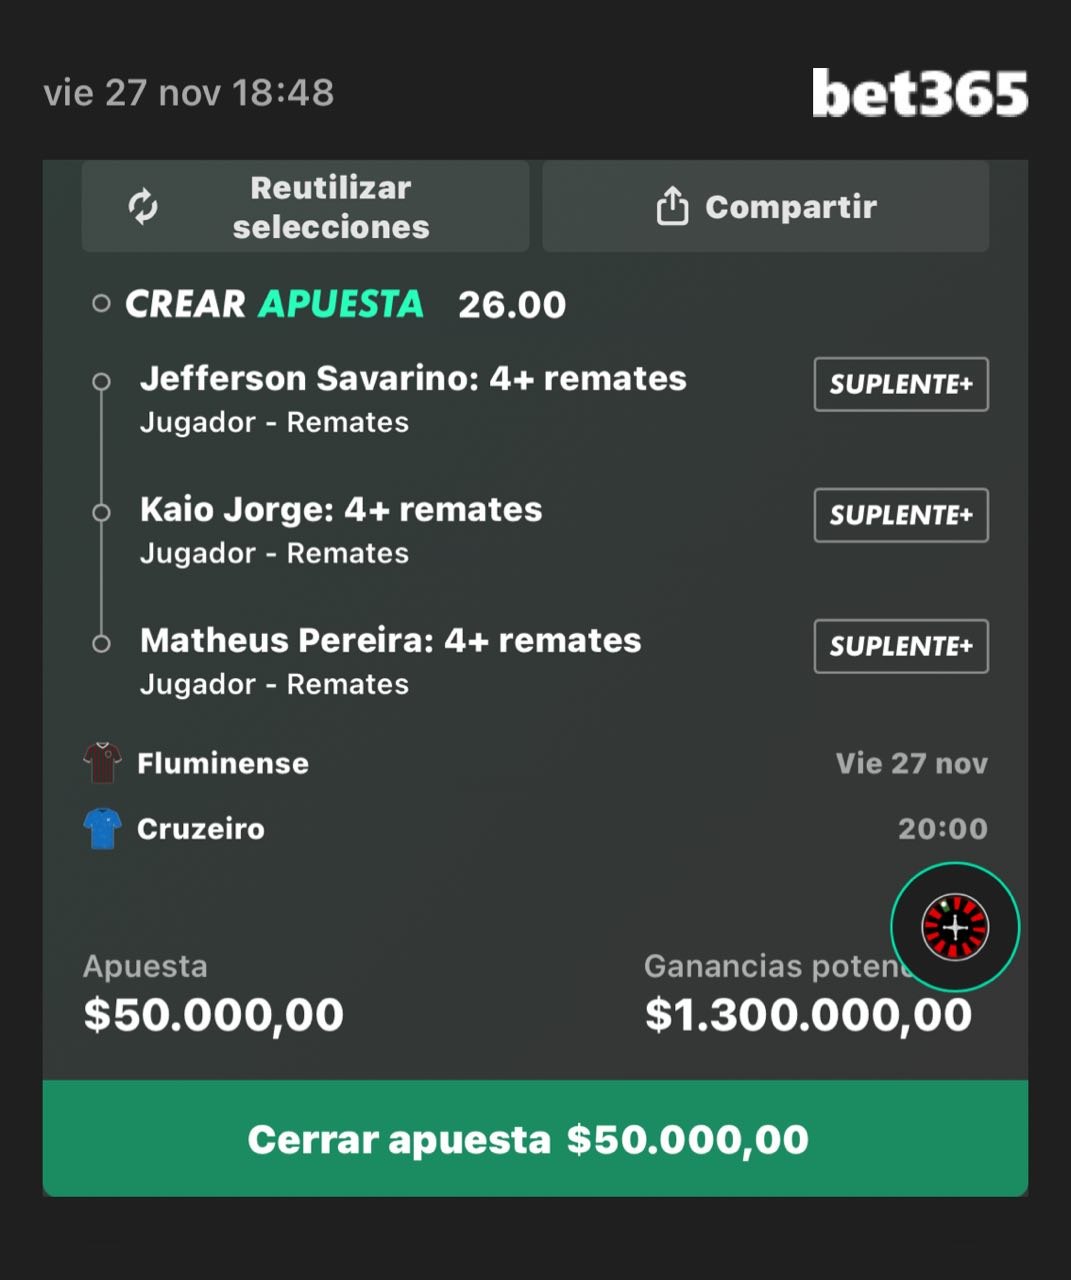 vie 27 nov 18:48
bet365
Reutilizar
selecciones
Compartir
CREAR APUESTA 26.00
Jefferson Savarino: 4+ remates
SUPLENTE+
Jugador - Remates
Kaio Jorge: 4+ remates
SUPLENTE+
Jugador - Remates
Matheus Pereira: 4+ remates
SUPLENTE+
Jugador - Remates
Fluminense
Vie 27 nov
Cruzeiro
20:00
Apuesta
Ganancias poten
$50.000,00
$1.300.000,00
Cerrar apuesta $50.000,00